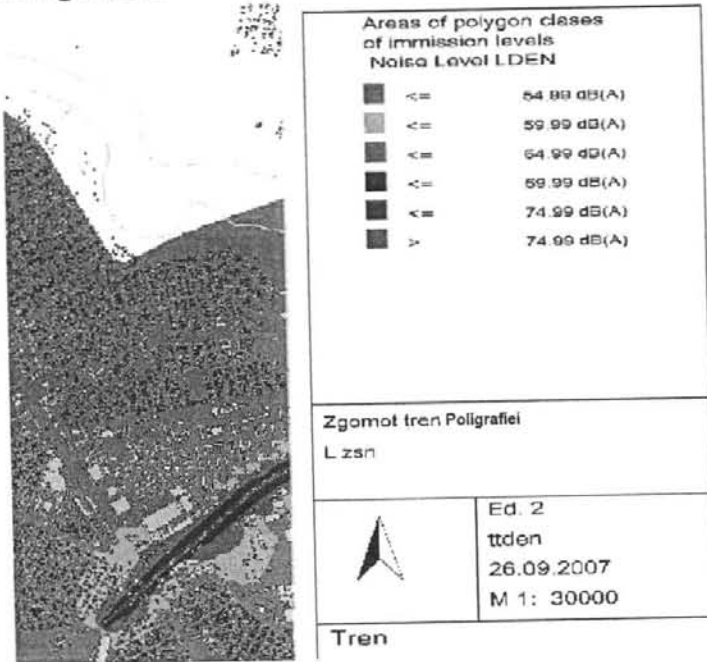 Areas of polygon clases
of immission levels
Noise Level LDEN
<= 54.99 dB(A)
<= 59.99 dB(A)
<= 64.99 dB(A)
<= 69.99 dB(A)
<= 74.99 dB(A)
> 74.99 dB(A)
Zgomot tren Poligrafiei
L zsn
Ed. 2
ttden
26.09.2007
M 1: 30000
Tren